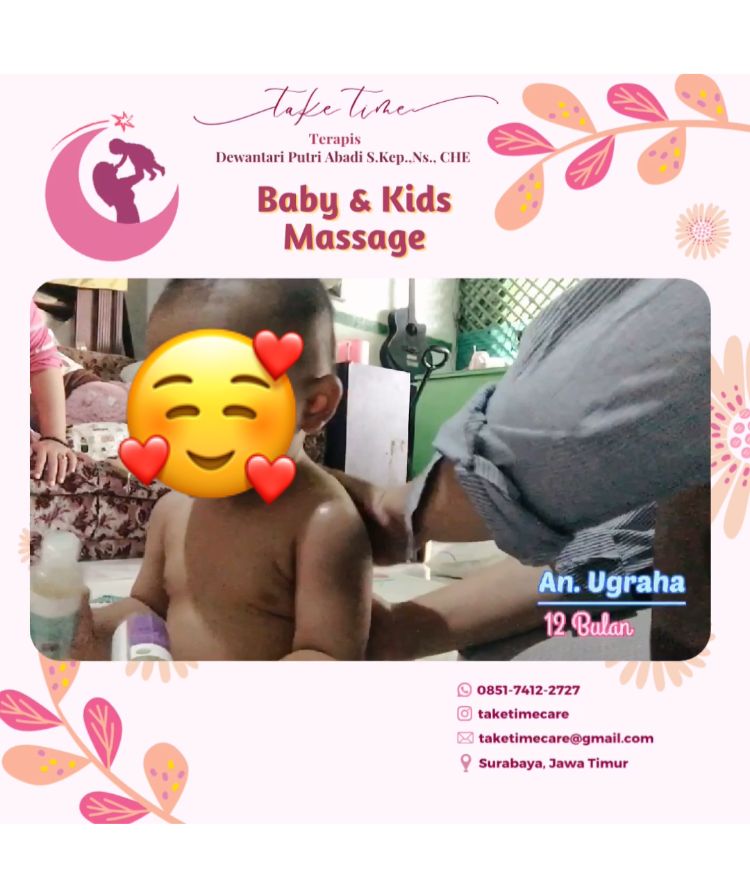 take time
Terapis
Dewantari Putri Abadi S.Kep.,Ns., CHE
Baby & Kids
Massage
An. Ugraha
12 Bulan
0851-7412-2727
taketimecare
taketimecare@gmail.com
Surabaya, Jawa Timur